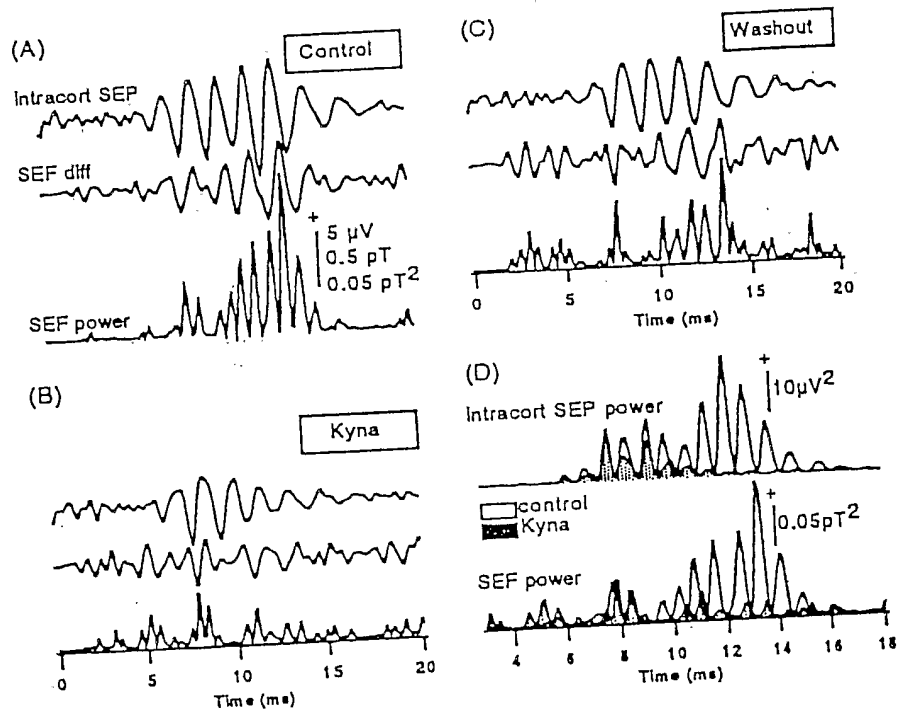 (A)
Control
Intracort SEP
SEF diff
+
5 µV
0.5 pT
0.05 pT²
SEF power
(B)
Kyna
0 5 10 15 20
Time (ms)
(C)
Washout
0 5 10 15 20
Time (ms)
(D)
Intracort SEP power
+
10µV²
control
Kyna
+
0.05pT²
SEF power
4 6 8 10 12 14 16 18
Time (ms)